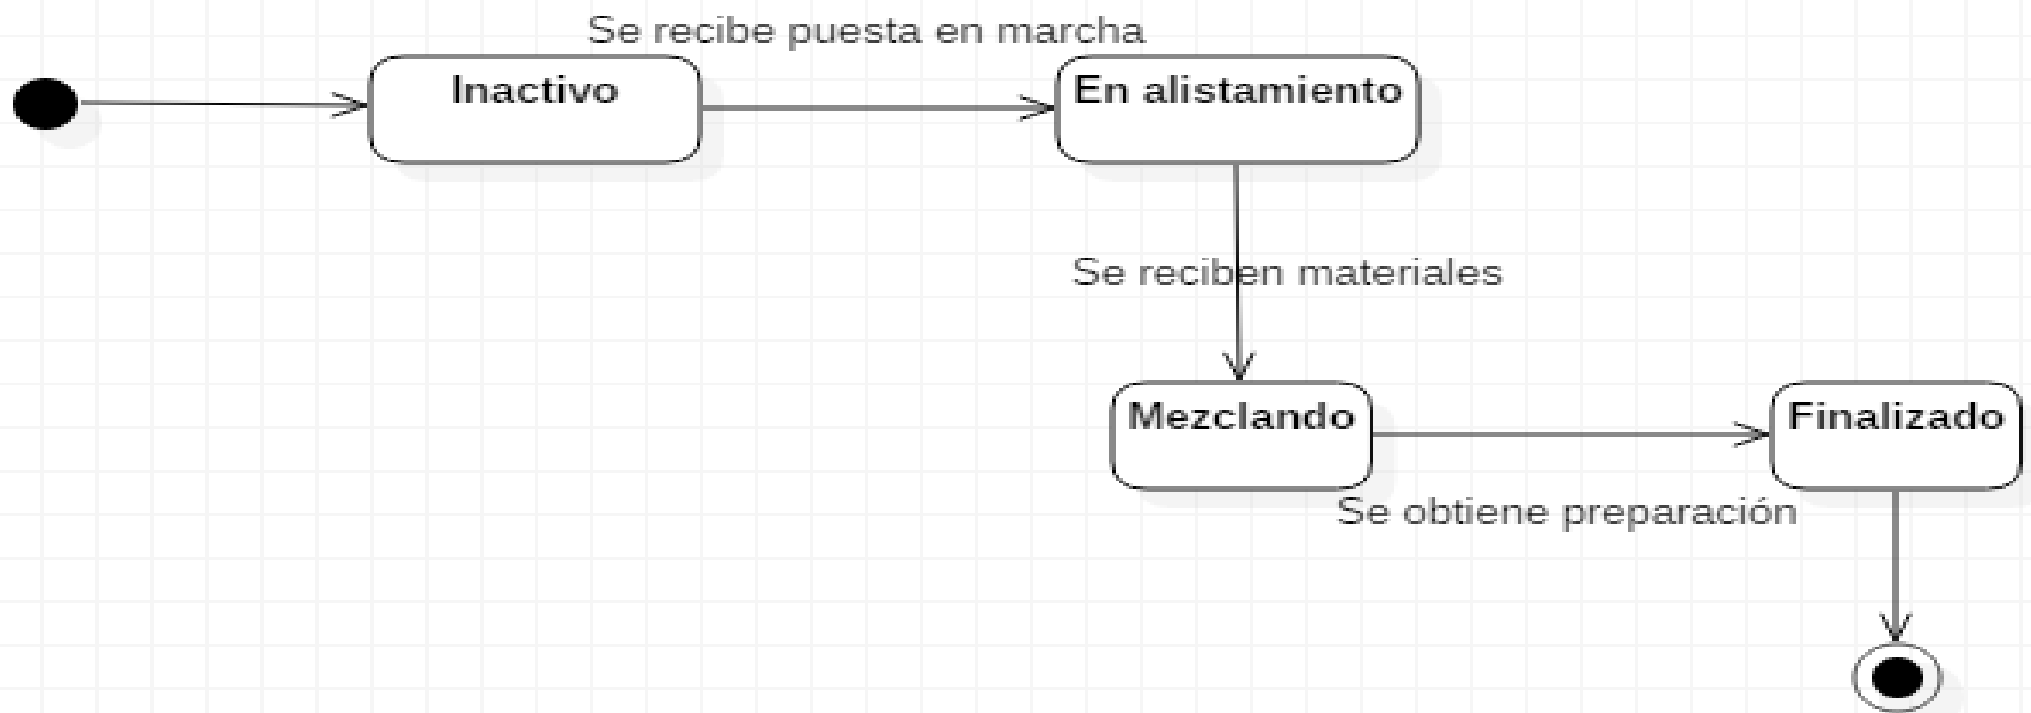 Se recibe puesta en marcha
Inactivo
En alistamiento
Se reciben materiales
Mezclando
Finalizado
Se obtiene preparación